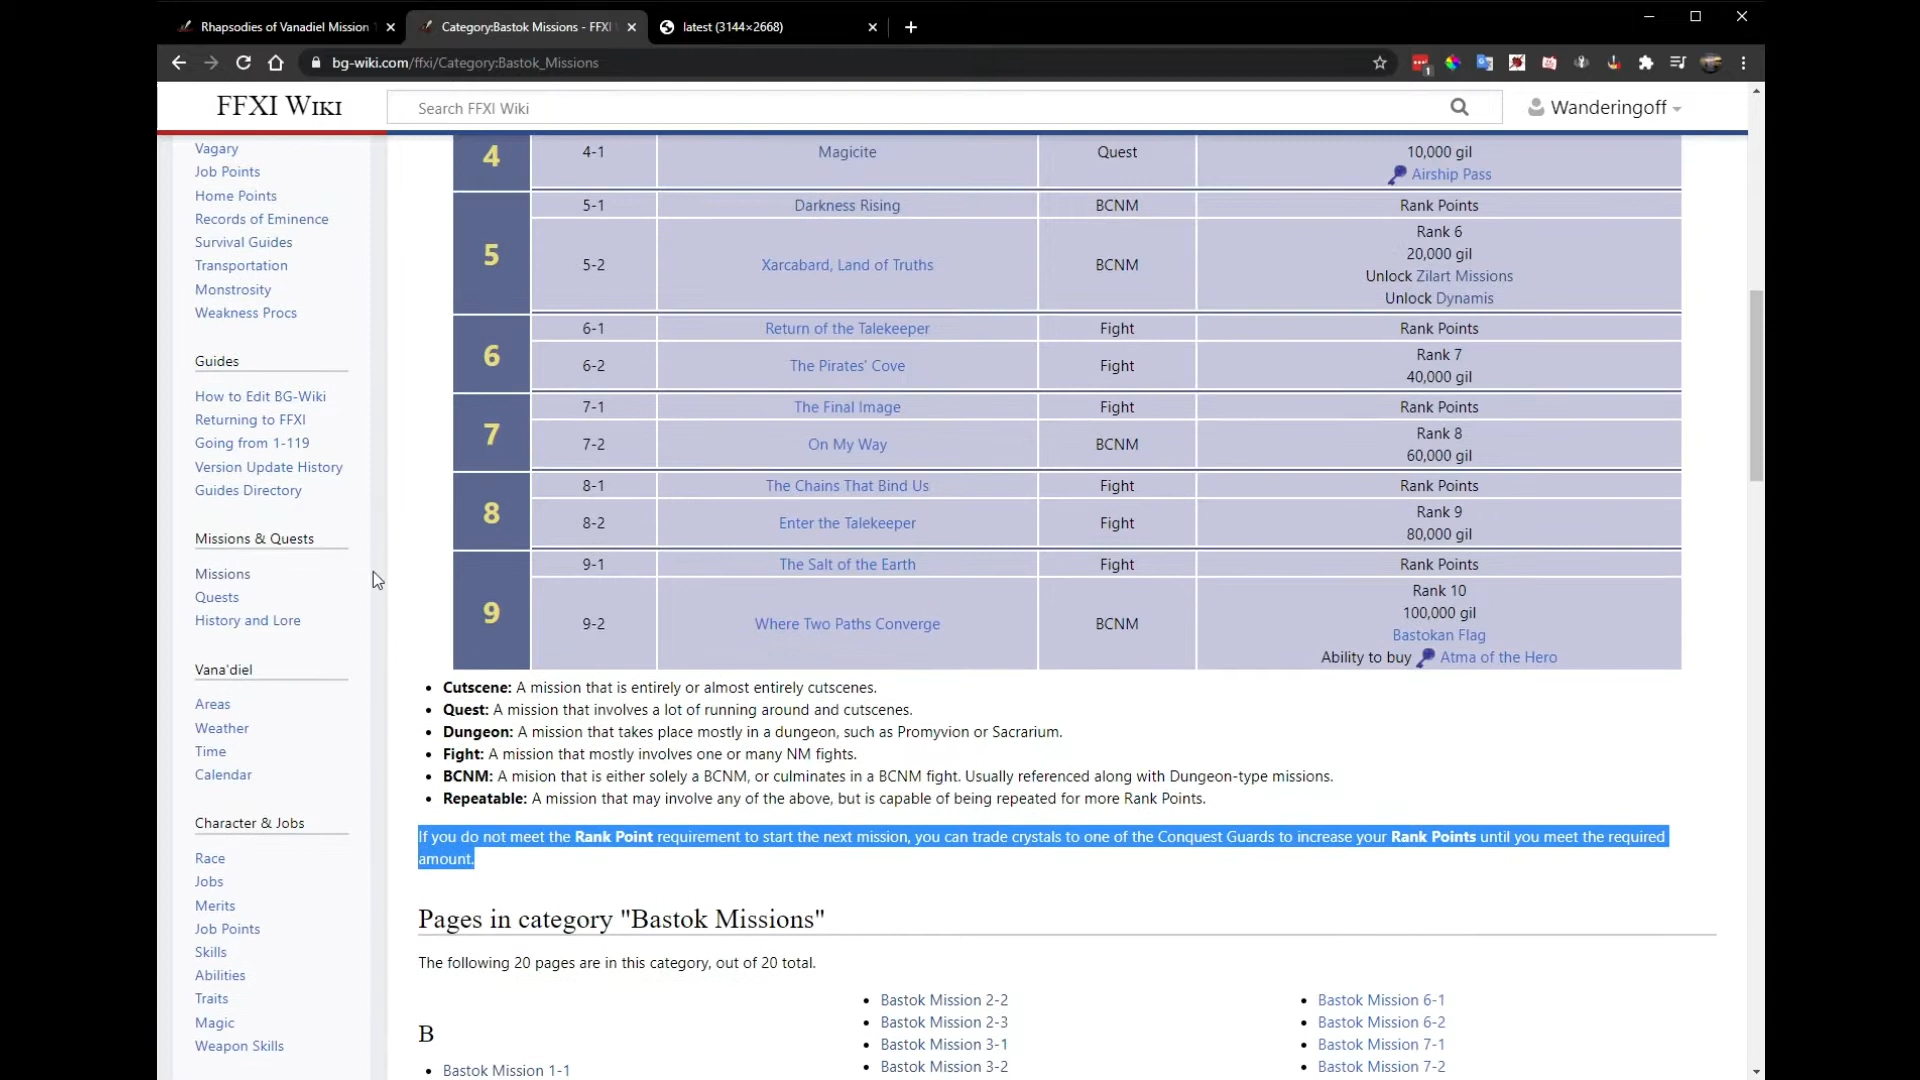 Rhapsodies of Vanadiel Mission
Category:Bastok Missions - FFXI
latest (3144×2668)
bg-wiki.com/ffxi/Category:Bastok_Missions
1
FFXI Wiki
Search FFXI Wiki
Wanderingoff
Vagary
Job Points
Home Points
Records of Eminence
Survival Guides
Transportation
Monstrosity
Weakness Procs
Guides
How to Edit BG-Wiki
Returning to FFXI
Going from 1-119
Version Update History
Guides Directory
Missions & Quests
Missions
Quests
History and Lore
Vana'diel
Areas
Weather
Time
Calendar
Character & Jobs
Race
Jobs
Merits
Job Points
Skills
Abilities
Traits
Magic
Weapon Skills
4 4-1 Magicite Quest 10,000 gil
Airship Pass
5 5-1 Darkness Rising BCNM Rank Points
5-2 Xarcabard, Land of Truths BCNM Rank 6
20,000 gil
Unlock Zilart Missions
Unlock Dynamis
6 6-1 Return of the Talekeeper Fight Rank Points
6-2 The Pirates' Cove Fight Rank 7
40,000 gil
7 7-1 The Final Image Fight Rank Points
7-2 On My Way BCNM Rank 8
60,000 gil
8 8-1 The Chains That Bind Us Fight Rank Points
8-2 Enter the Talekeeper Fight Rank 9
80,000 gil
9 9-1 The Salt of the Earth Fight Rank Points
9-2 Where Two Paths Converge BCNM Rank 10
100,000 gil
Bastokan Flag
Ability to buy Atma of the Hero
• Cutscene: A mission that is entirely or almost entirely cutscenes.
• Quest: A mission that involves a lot of running around and cutscenes.
• Dungeon: A mission that takes place mostly in a dungeon, such as Promyvion or Sacrarium.
• Fight: A mission that mostly involves one or many NM fights.
• BCNM: A mision that is either solely a BCNM, or culminates in a BCNM fight. Usually referenced along with Dungeon-type missions.
• Repeatable: A mission that may involve any of the above, but is capable of being repeated for more Rank Points.
If you do not meet the Rank Point requirement to start the next mission, you can trade crystals to one of the Conquest Guards to increase your Rank Points until you meet the required
amount.
Pages in category "Bastok Missions"
The following 20 pages are in this category, out of 20 total.
B
• Bastok Mission 1-1
• Bastok Mission 2-2
• Bastok Mission 2-3
• Bastok Mission 3-1
• Bastok Mission 3-2
• Bastok Mission 6-1
• Bastok Mission 6-2
• Bastok Mission 7-1
• Bastok Mission 7-2